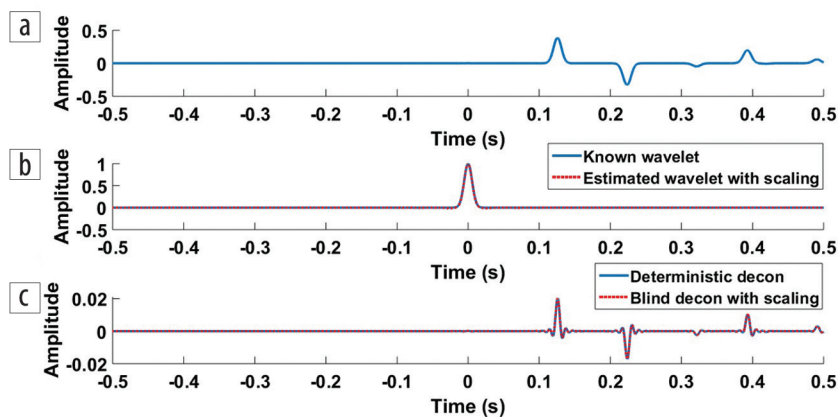 a
Amplitude
0.5
0
-0.5
-0.5 -0.4 -0.3 -0.2 -0.1 0 0.1 0.2 0.3 0.4 0.5
Time (s)
b
Amplitude
1
0.5
0
-0.5
Known wavelet
Estimated wavelet with scaling
-0.5 -0.4 -0.3 -0.2 -0.1 0 0.1 0.2 0.3 0.4 0.5
Time (s)
c
Amplitude
0.02
0
-0.02
Deterministic decon
Blind decon with scaling
-0.5 -0.4 -0.3 -0.2 -0.1 0 0.1 0.2 0.3 0.4 0.5
Time (s)